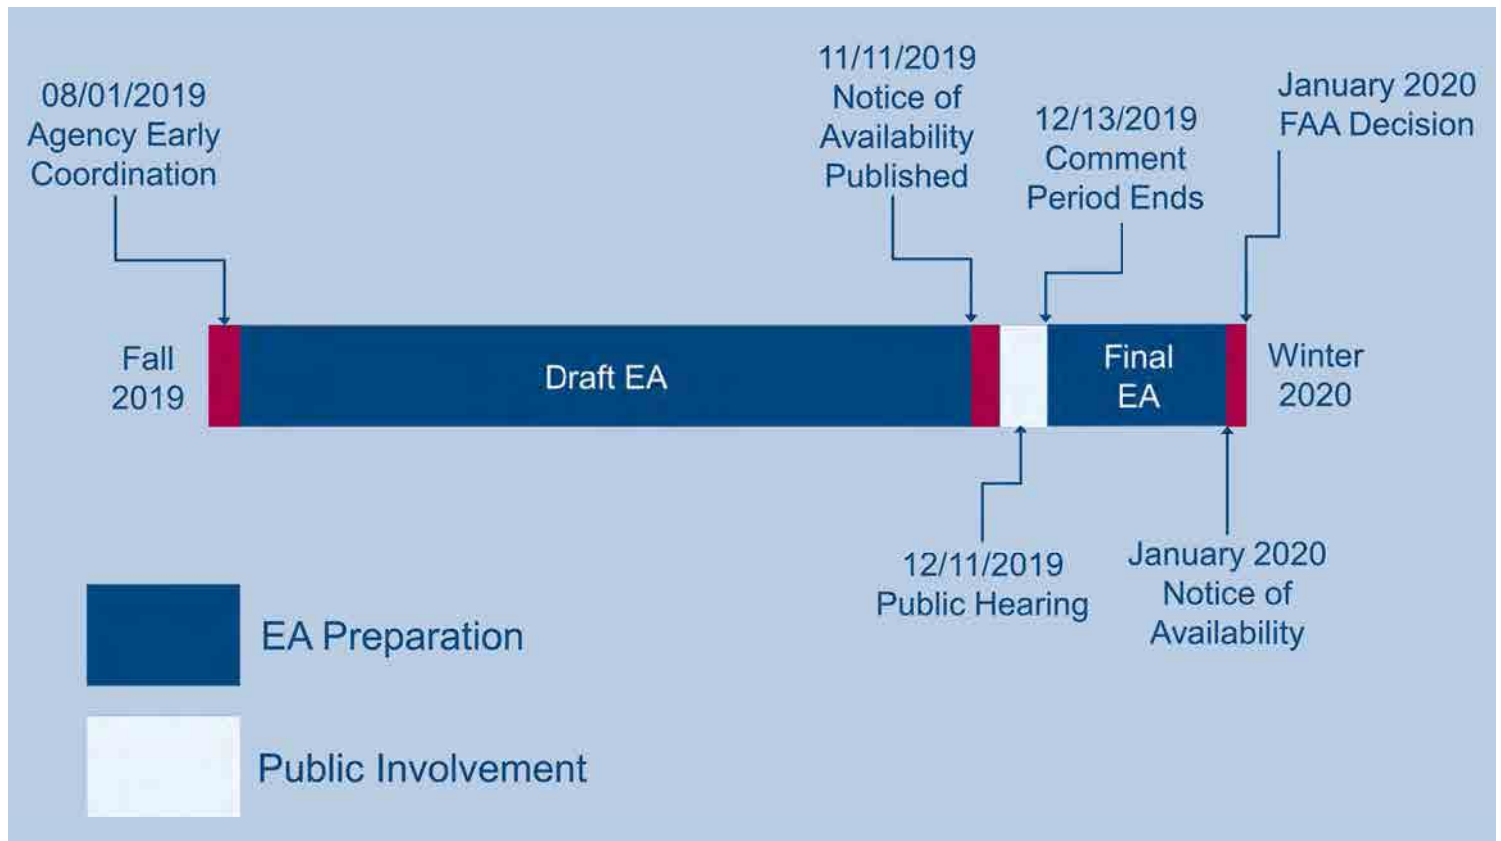 08/01/2019
Agency Early
Coordination
11/11/2019
Notice of
Availability
Published
12/13/2019
Comment
Period Ends
January 2020
FAA Decision
Fall
2019
Draft EA
Final
EA
Winter
2020
12/11/2019
Public Hearing
January 2020
Notice of
Availability
EA Preparation
Public Involvement